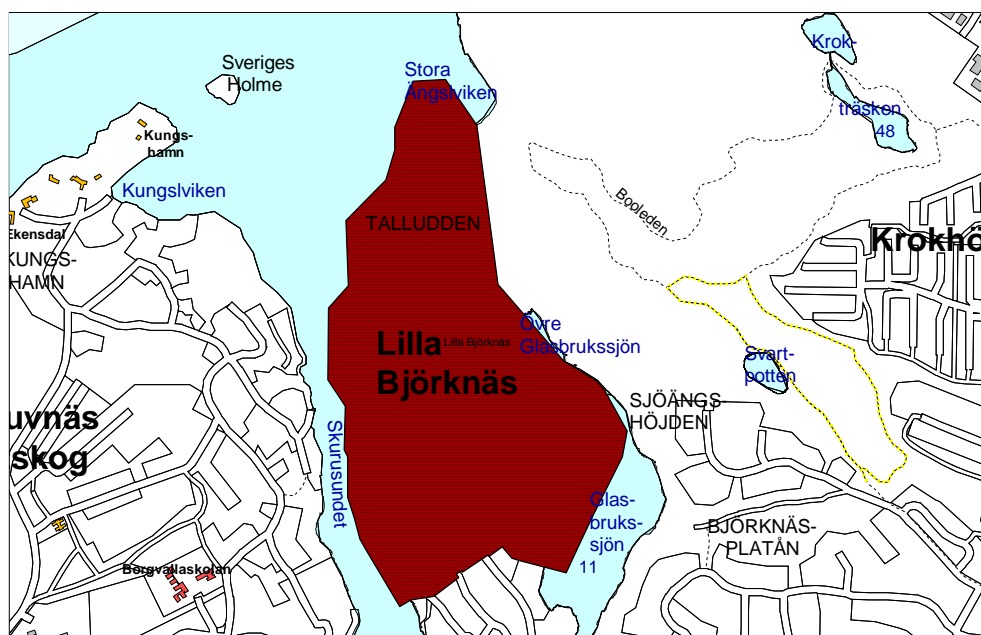 Krok-
träsken
48
Sveriges
Holme
Stora
Ängslviken
Kungs-
hamn
Kungslviken
Booleden
TALLUDDEN
Ekensdal
KUNGS-
HAMN
Krokhö
Övre
Glasbrukssjön
Lilla
Björknäs
Lilla Björknäs
Svart-
potten
SJÖÄNGS-
HÖJDEN
uvnäs
skog
Skurusundet
Glas-
bruks-
sjön
11
BJÖRKNÄS-
PLATÅN
Borgvallaskolan